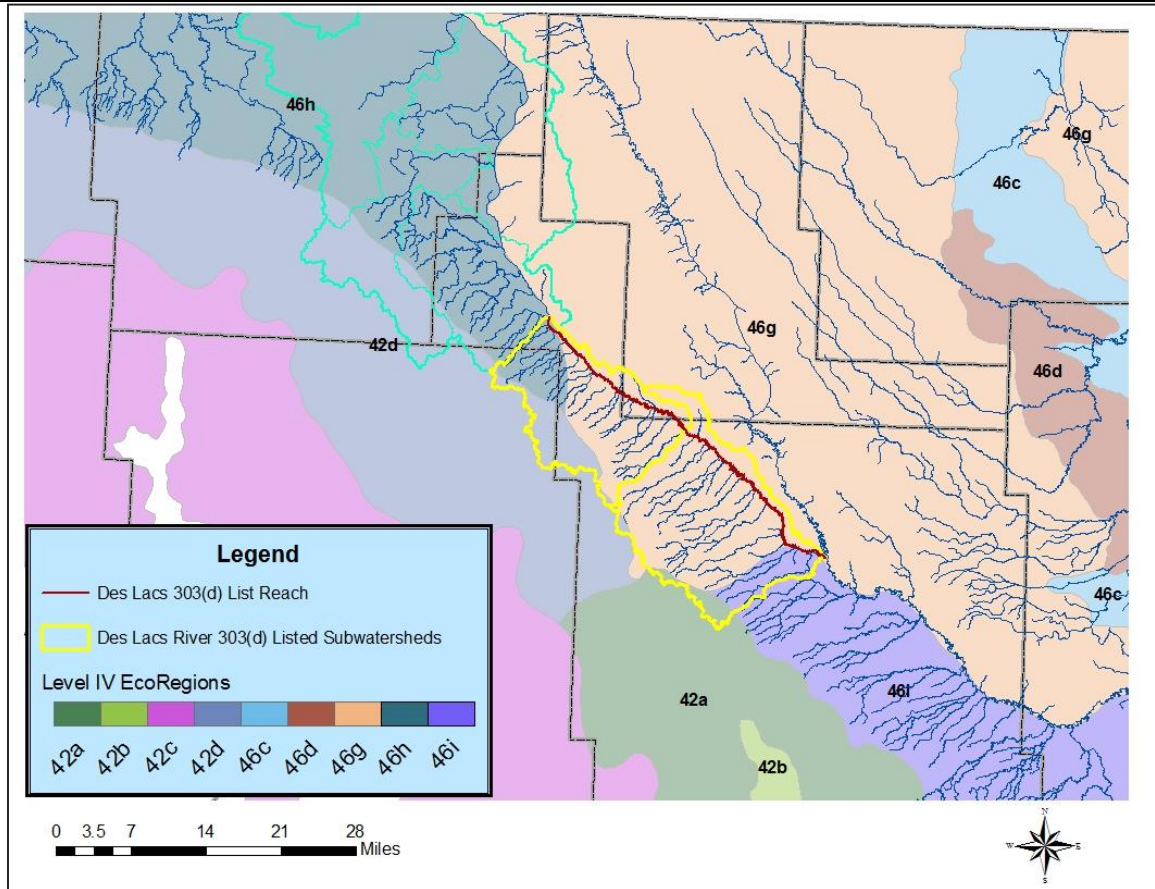 46h
46g
46c
42d
46g
46d
46c
42a
46i
42b
Legend
Des Lacs 303(d) List Reach
Des Lacs River 303(d) Listed Subwatersheds
Level IV EcoRegions
42a 42b 42c 42d 46c 46d 46g 46h 46i
0 3.5 7 14 21 28
Miles
N
W E
S